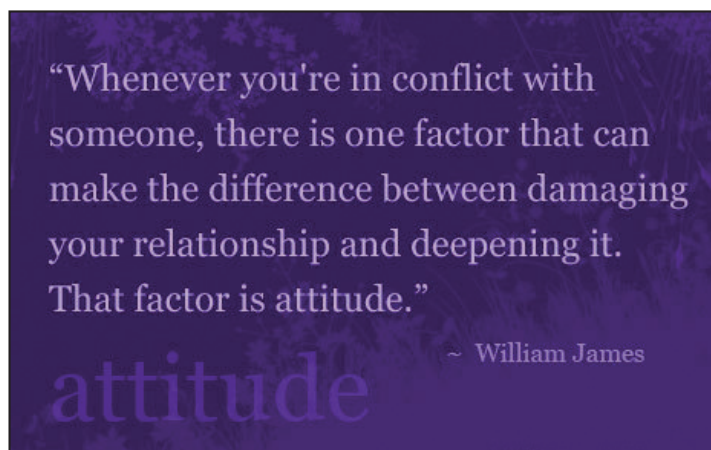 “Whenever you're in conflict with
someone, there is one factor that can
make the difference between damaging
your relationship and deepening it.
That factor is attitude.”
~ William James
attitude